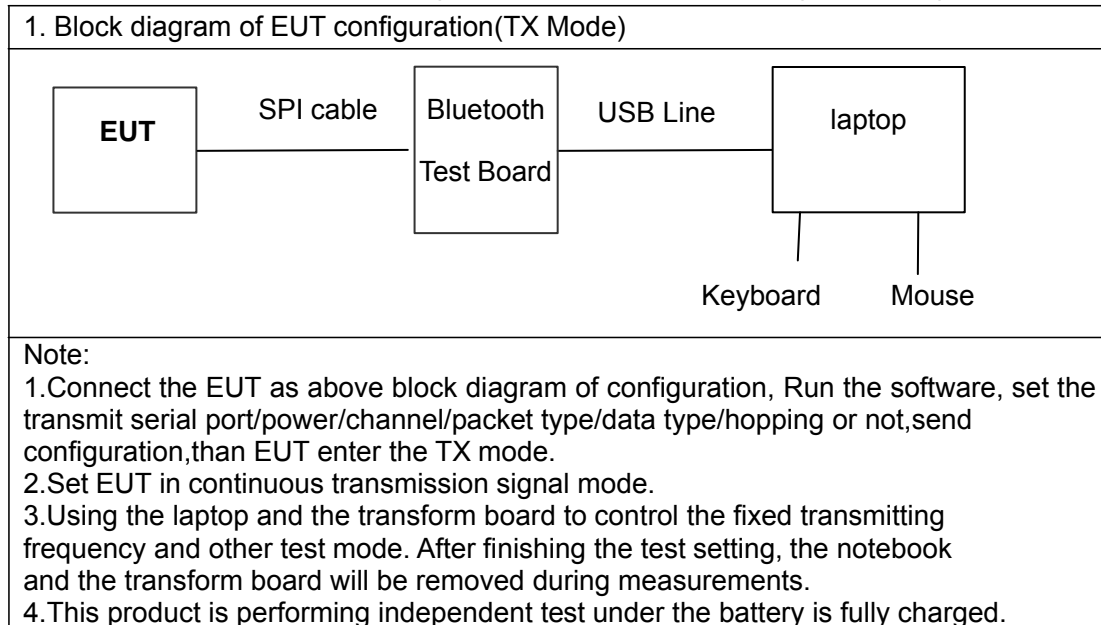 1. Block diagram of EUT configuration(TX Mode)
EUT
SPI cable
Bluetooth
Test Board
USB Line
laptop
Keyboard
Mouse
Note:
1.Connect the EUT as above block diagram of configuration, Run the software, set the
transmit serial port/power/channel/packet type/data type/hopping or not,send
configuration,than EUT enter the TX mode.
2.Set EUT in continuous transmission signal mode.
3.Using the laptop and the transform board to control the fixed transmitting
frequency and other test mode. After finishing the test setting, the notebook
and the transform board will be removed during measurements.
4.This product is performing independent test under the battery is fully charged.